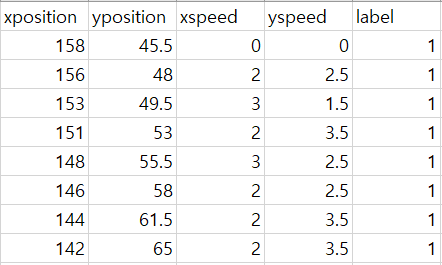 xposition yposition xspeed yspeed label
158 45.5 0 0 1
156 48 2 2.5 1
153 49.5 3 1.5 1
151 53 2 3.5 1
148 55.5 3 2.5 1
146 58 2 2.5 1
144 61.5 2 3.5 1
142 65 2 3.5 1